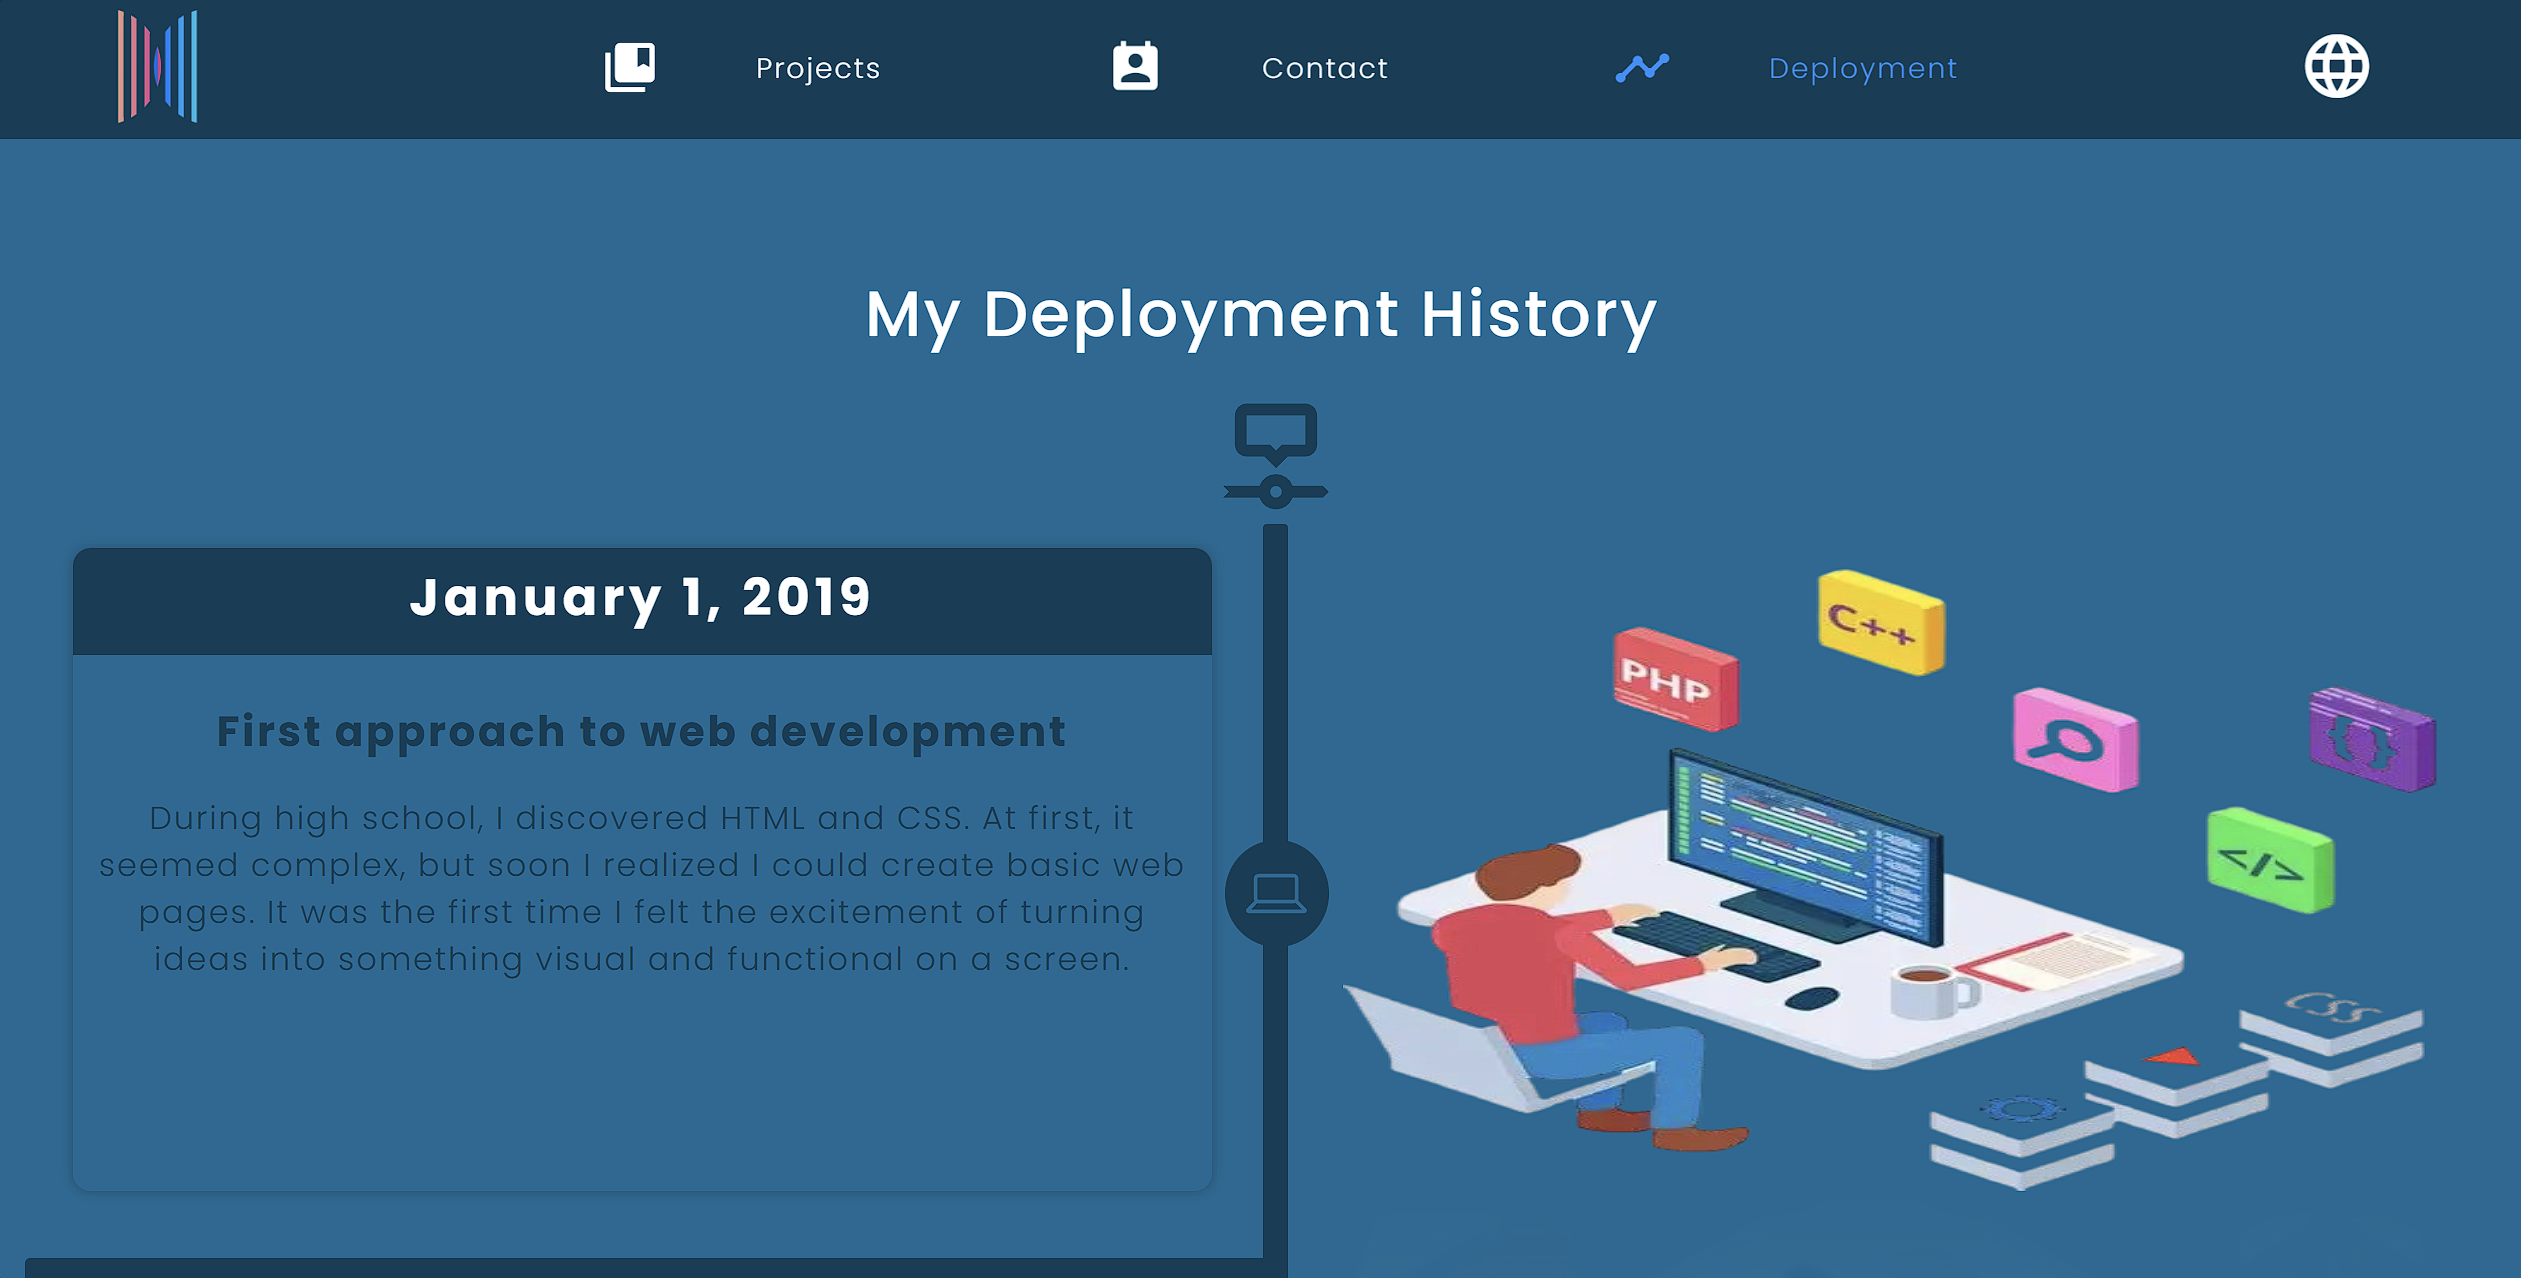 Projects
Contact
Deployment
My Deployment History
January 1, 2019
First approach to web development
During high school, I discovered HTML and CSS. At first, it
seemed complex, but soon I realized I could create basic web
pages. It was the first time I felt the excitement of turning
ideas into something visual and functional on a screen.
C++
PHP
{}
</>
CSS